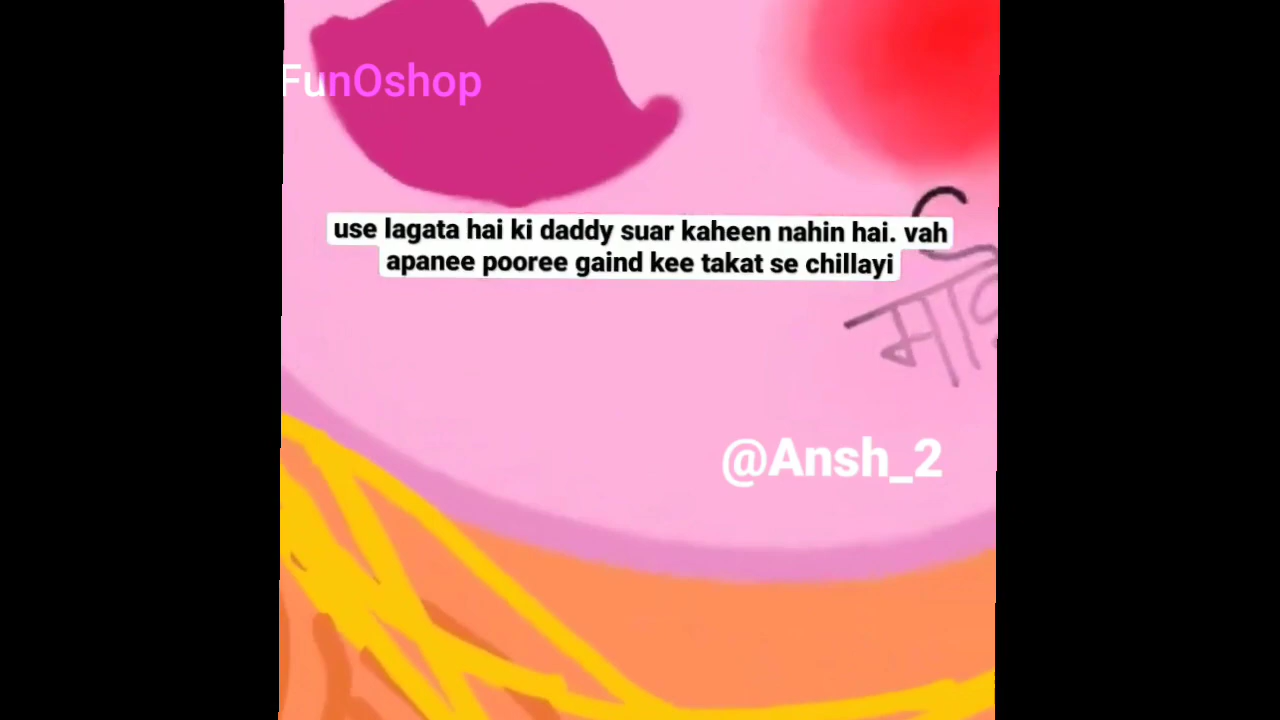 FunOshop
use lagata hai ki daddy suar kaheen nahin hai. vah
apanee pooree gaind kee takat se chillayi
@Ansh_2